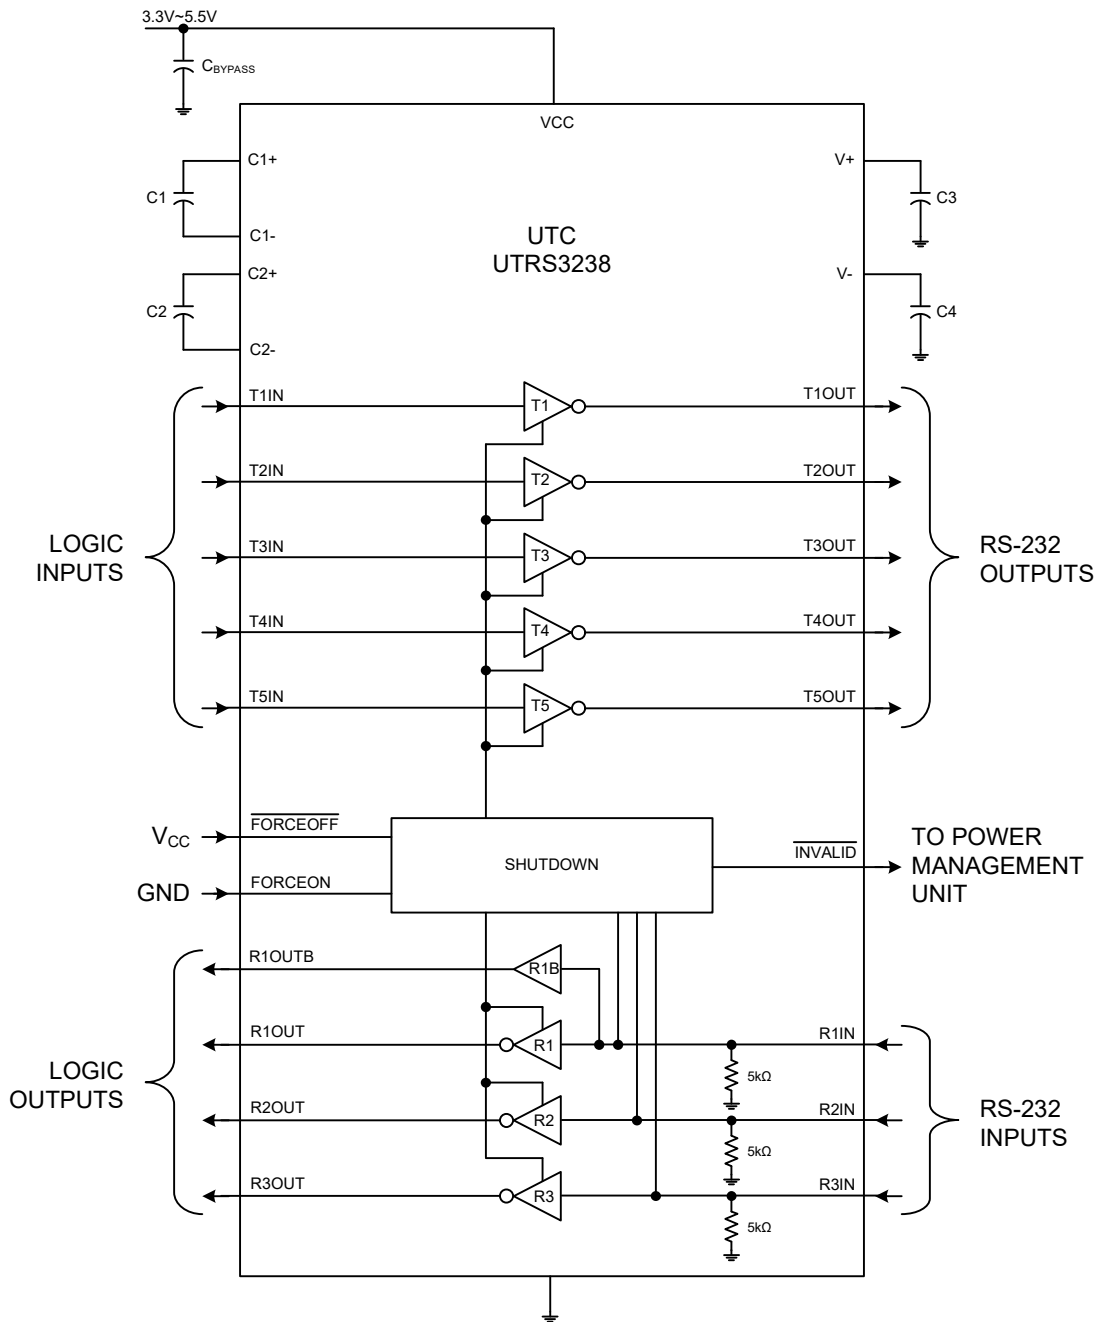 3.3V~5.5V
CBYPASS
VCC
C1+
V+
C1
C3
C1-
UTC
UTRS3238
C2+
V-
C2
C4
C2-
T1IN
T1
T1OUT
T2IN
T2
T2OUT
LOGIC
INPUTS
T3IN
T3
T3OUT
RS-232
OUTPUTS
T4IN
T4
T4OUT
T5IN
T5
T5OUT
VCC
FORCEOFF
SHUTDOWN
INVALID
TO POWER
MANAGEMENT
UNIT
GND
FORCEON
R1OUTB
R1B
R1OUT
R1
R1IN
5kΩ
LOGIC
OUTPUTS
R2OUT
R2
R2IN
5kΩ
RS-232
INPUTS
R3OUT
R3
R3IN
5kΩ